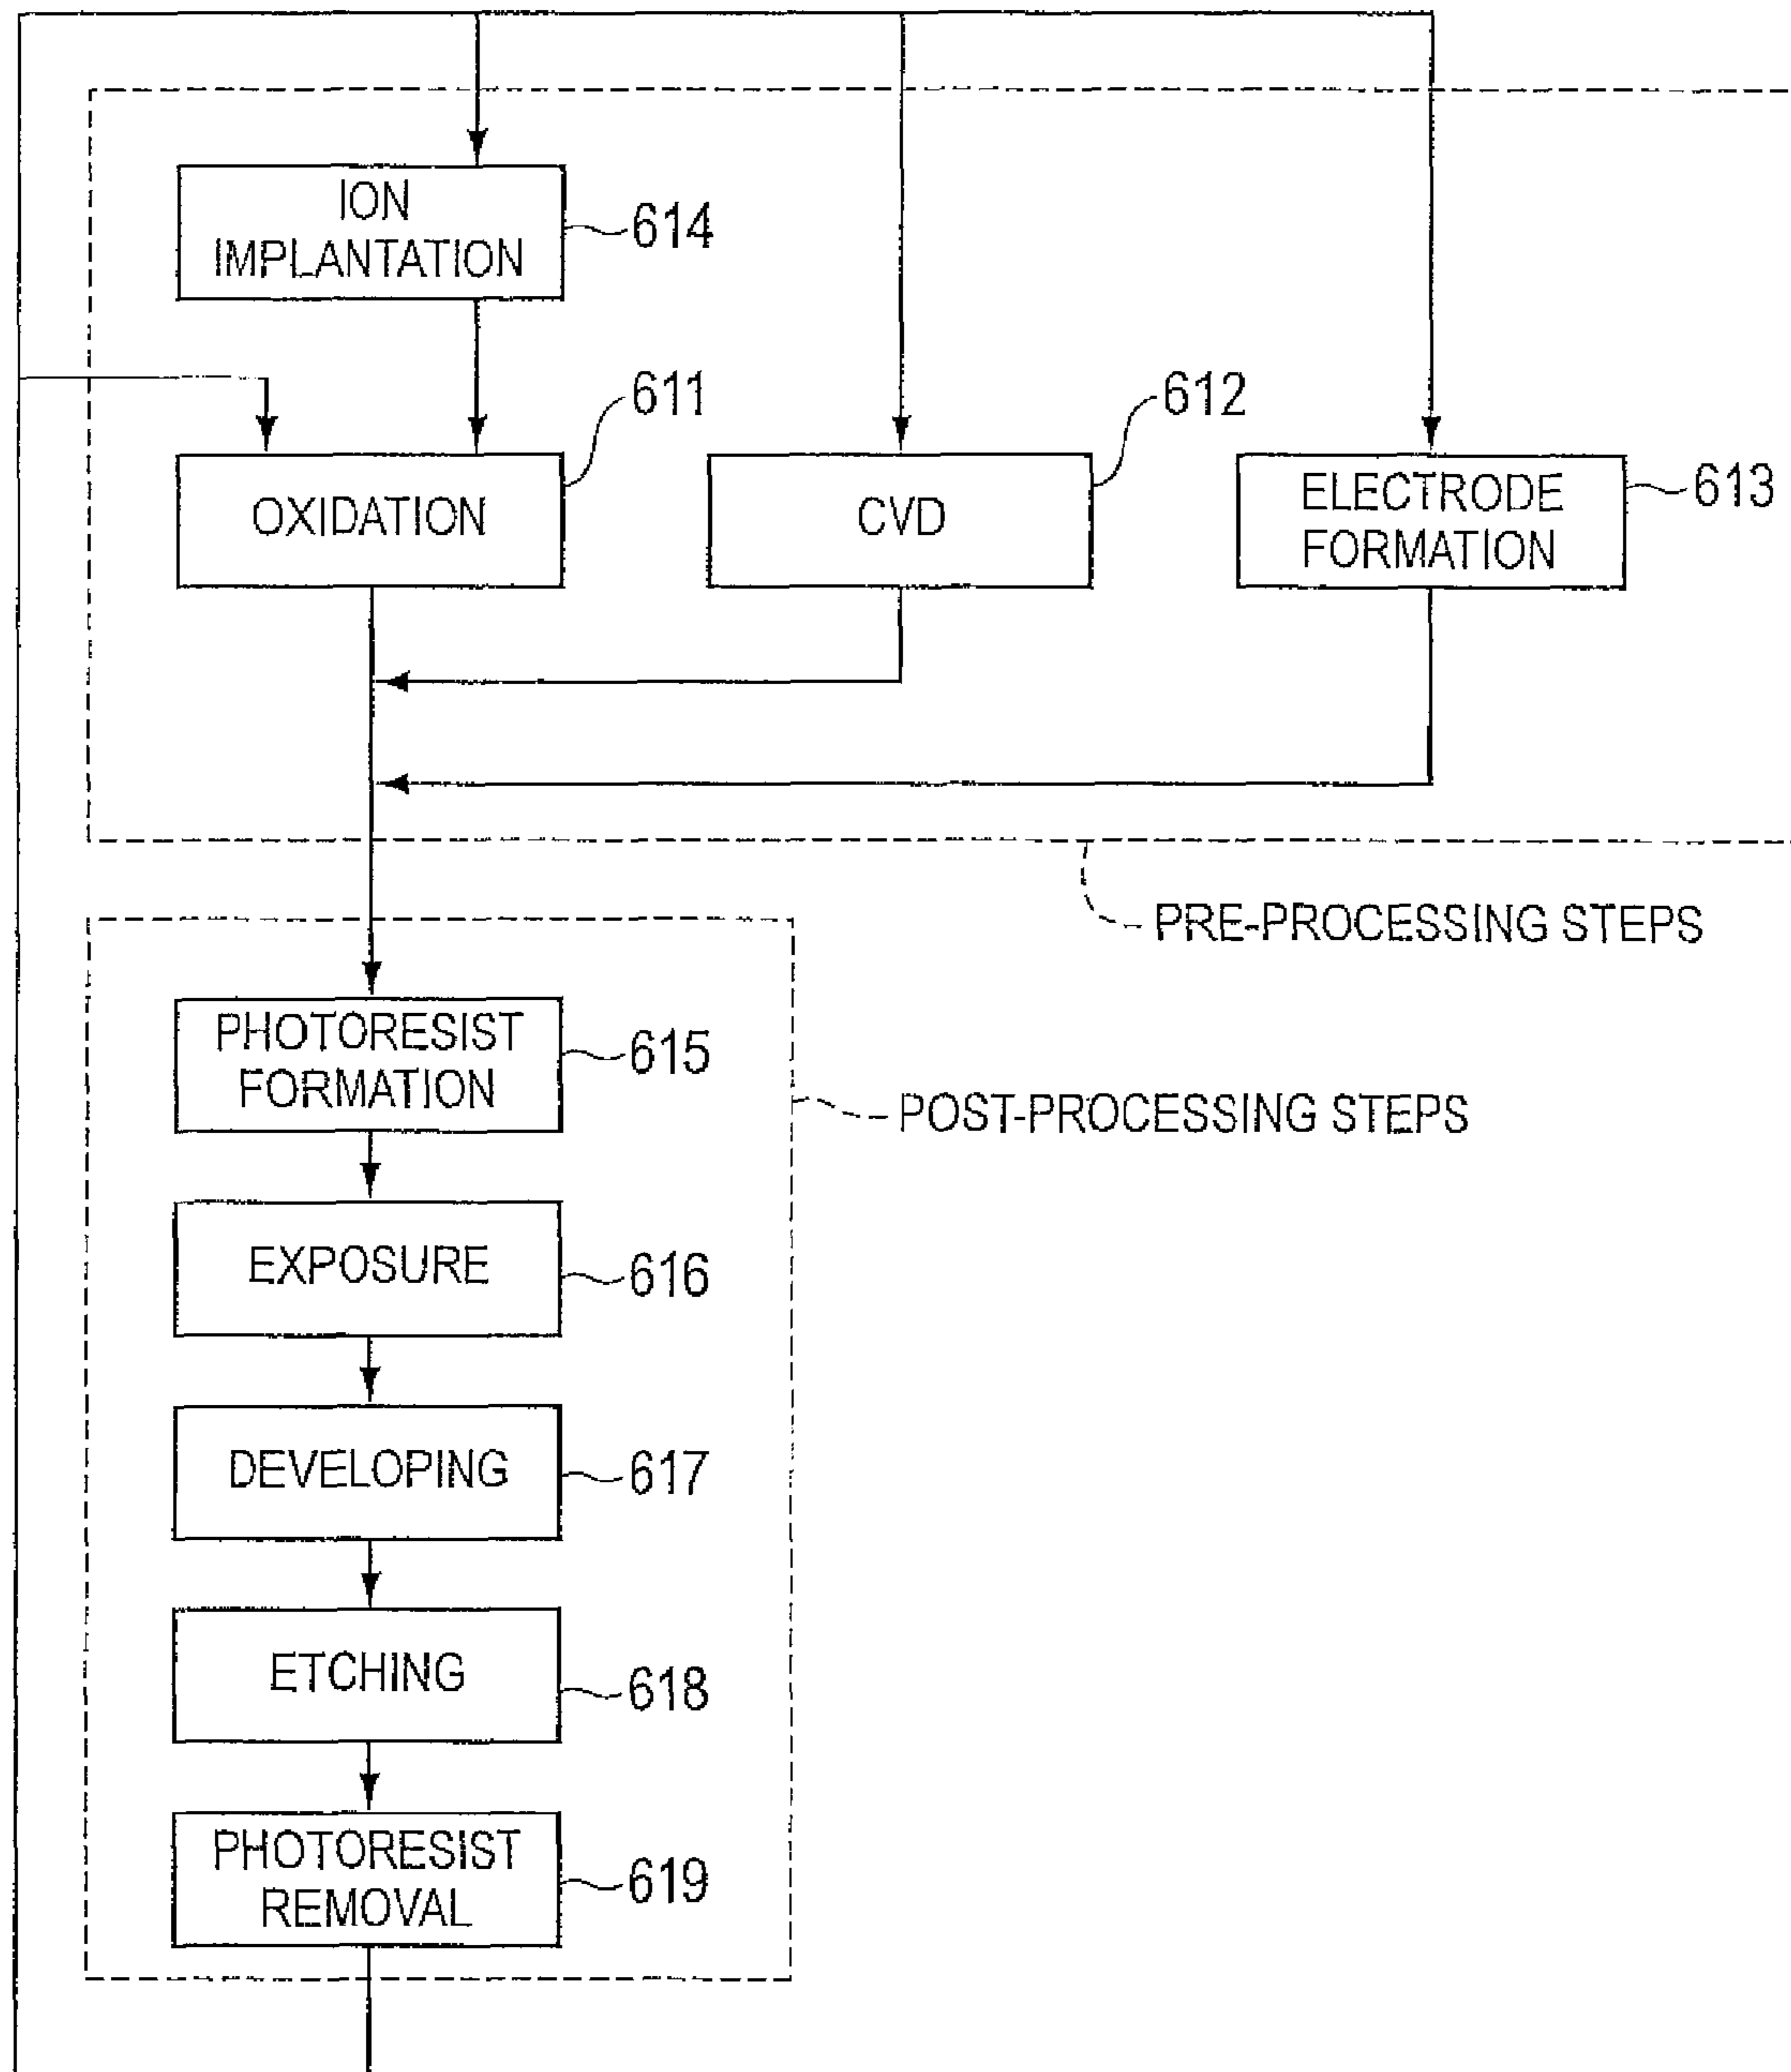 ION
IMPLANTATION
614
611
612
OXIDATION
CVD
ELECTRODE
FORMATION
613
PRE-PROCESSING STEPS
PHOTORESIST
FORMATION
615
POST-PROCESSING STEPS
EXPOSURE
616
DEVELOPING
617
ETCHING
618
PHOTORESIST
REMOVAL
619